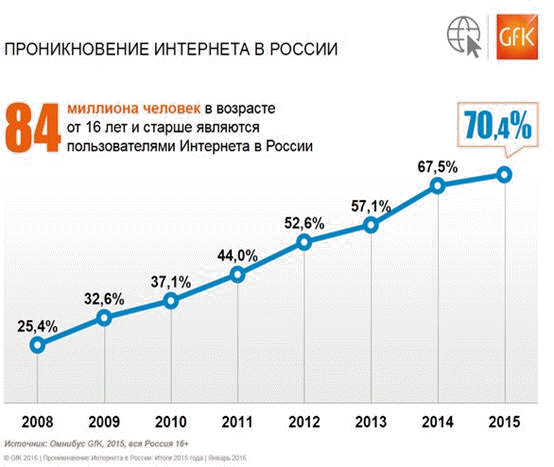 ПРОНИКНОВЕНИЕ ИНТЕРНЕТА В РОССИИ
GfK
84 миллиона человек в возрасте
от 16 лет и старше являются
пользователями Интернета в России
70,4%
67,5%
57,1%
52,6%
44,0%
37,1%
32,6%
25,4%
2008 2009 2010 2011 2012 2013 2014 2015
Источник: Омнибус GfK, 2015, вся Россия 16+
© GfK 2016 | Проникновение Интернета в России: Итоги 2015 года | Январь 2016